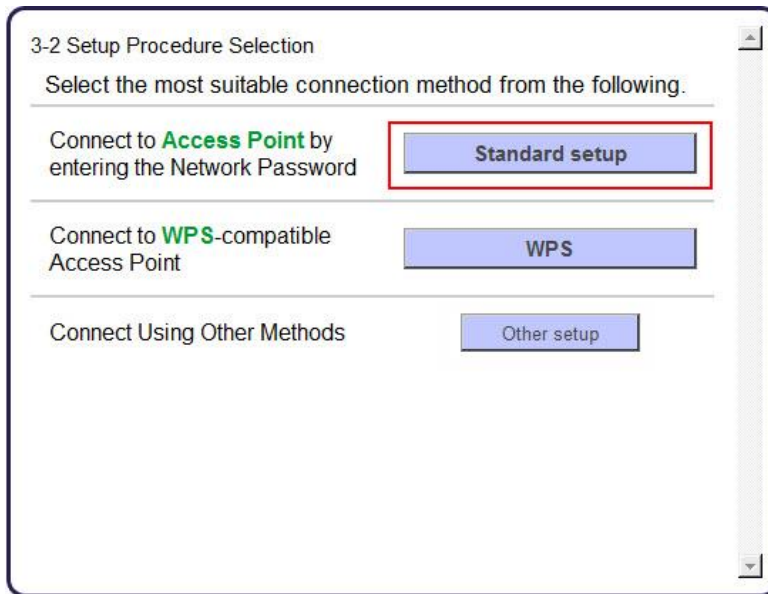 3-2 Setup Procedure Selection
Select the most suitable connection method from the following.
Connect to Access Point by
entering the Network Password
Standard setup
Connect to WPS-compatible
Access Point
WPS
Connect Using Other Methods
Other setup